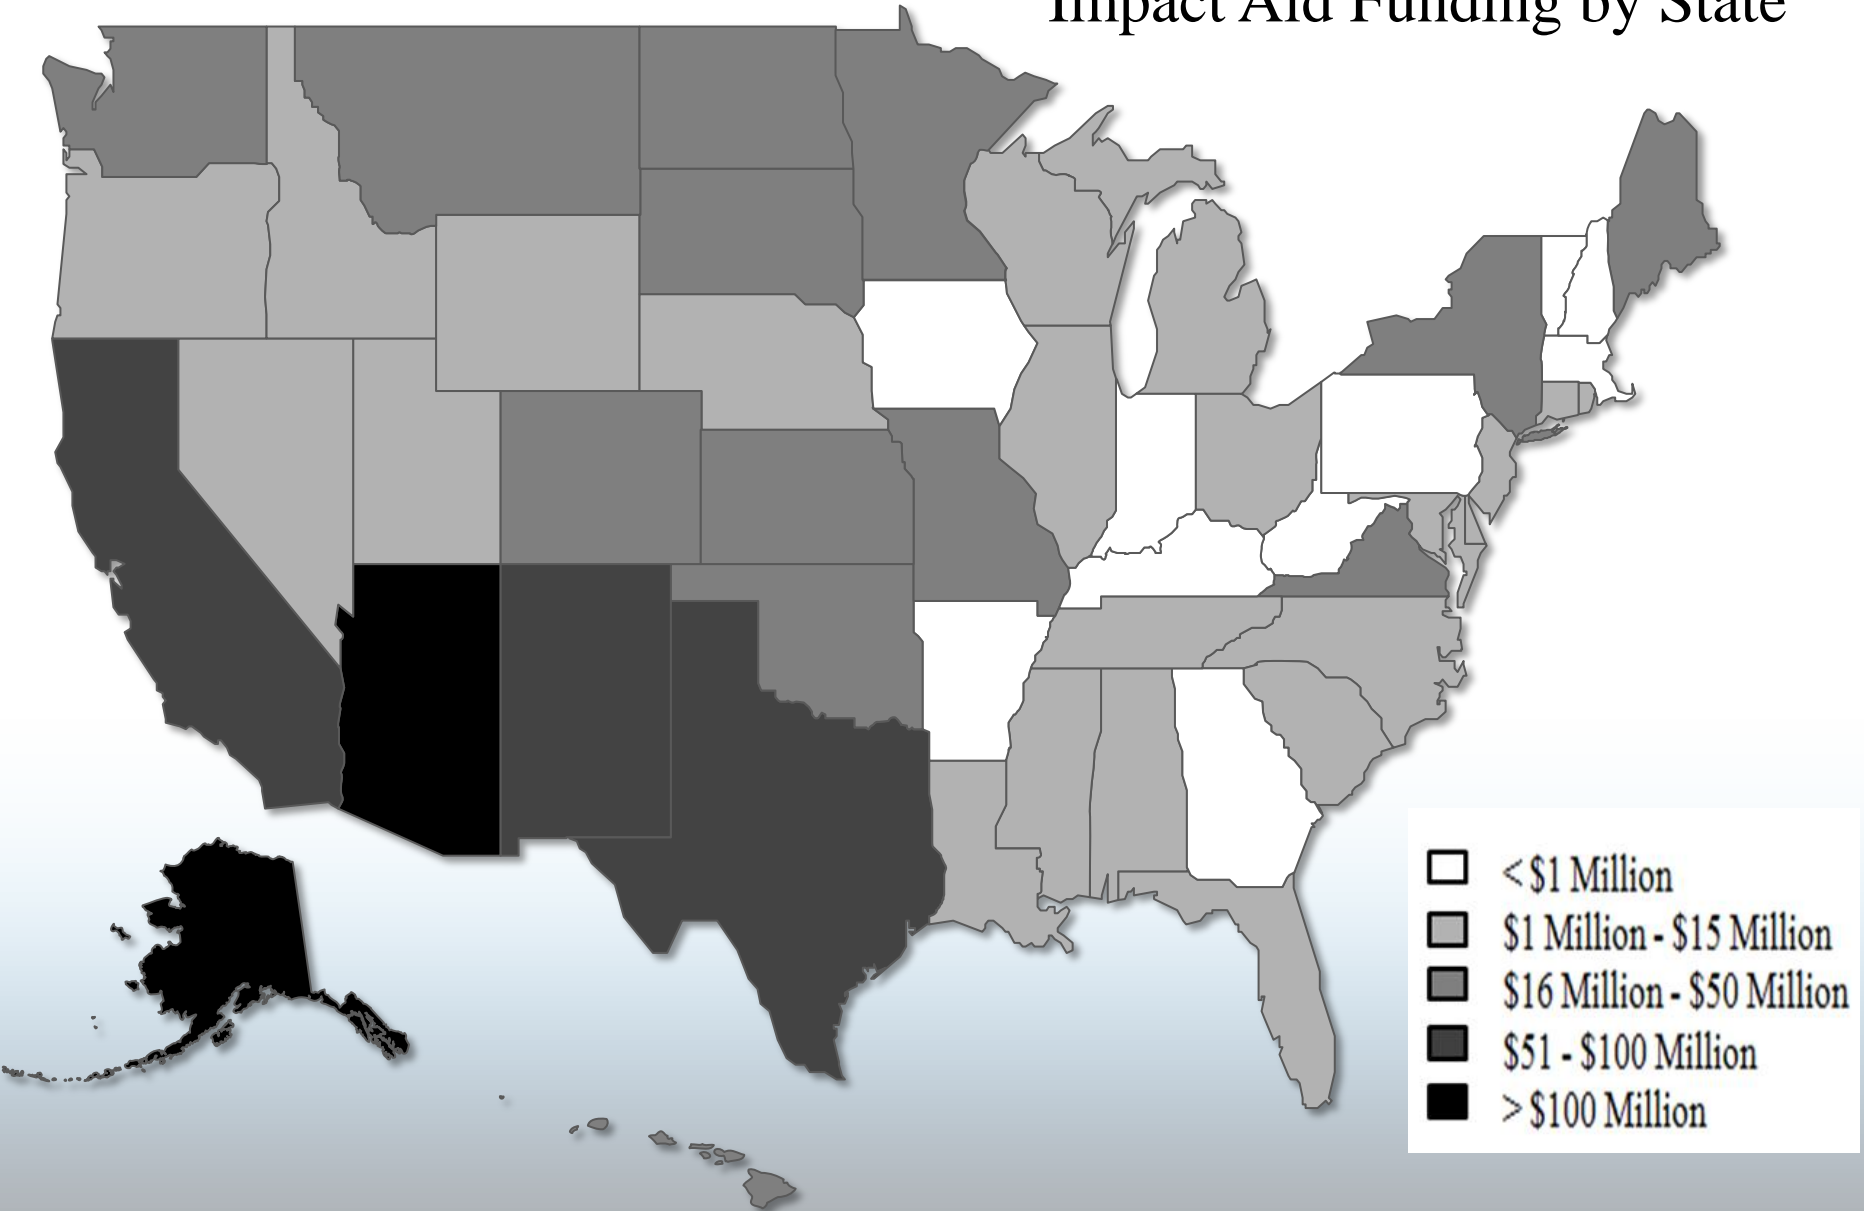 Impact Aid Funding by State
< $1 Million
$1 Million - $15 Million
$16 Million - $50 Million
$51 - $100 Million
> $100 Million